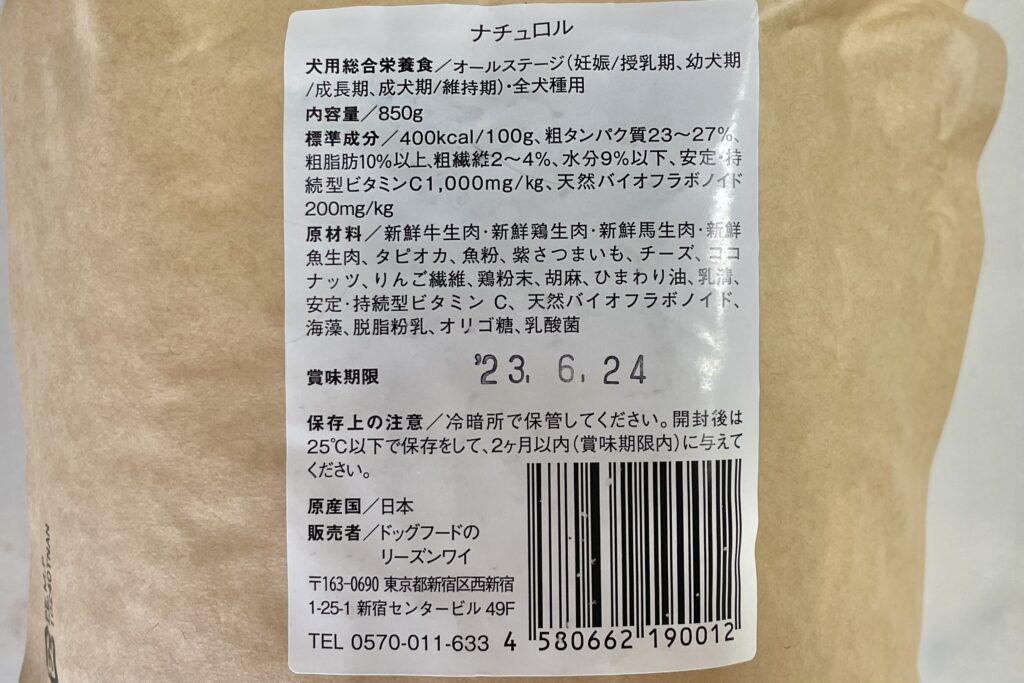 ナチュロル
犬用総合栄養食／オールステージ（妊娠/授乳期、幼犬期
/成長期、成犬期/維持期）・全犬種用
内容量／850g
標準成分／400kcal/100g、粗タンパク質23〜27%、
粗脂肪10%以上、粗繊維2〜4%、水分9%以下、安定・持
続型ビタミンC1,000mg/kg、天然バイオフラボノイド
200mg/kg
原材料／新鮮牛生肉・新鮮鶏生肉・新鮮馬生肉・新鮮
魚生肉、タピオカ、魚粉、紫さつまいも、チーズ、ココ
ナッツ、りんご繊維、鶏粉末、胡麻、ひまわり油、乳清、
安定・持続型ビタミン C、天然バイオフラボノイド、
海藻、脱脂粉乳、オリゴ糖、乳酸菌
賞味期限 '23. 6. 24
保存上の注意／冷暗所で保管してください。開封後は
25℃以下で保存をして、2ヶ月以内（賞味期限内）に与えて
ください。
原産国／日本
販売者／ドッグフードの
リーズンワイ
〒163-0690 東京都新宿区西新宿
1-25-1 新宿センタービル 49F
TEL 0570-011-633
4 580662 190012